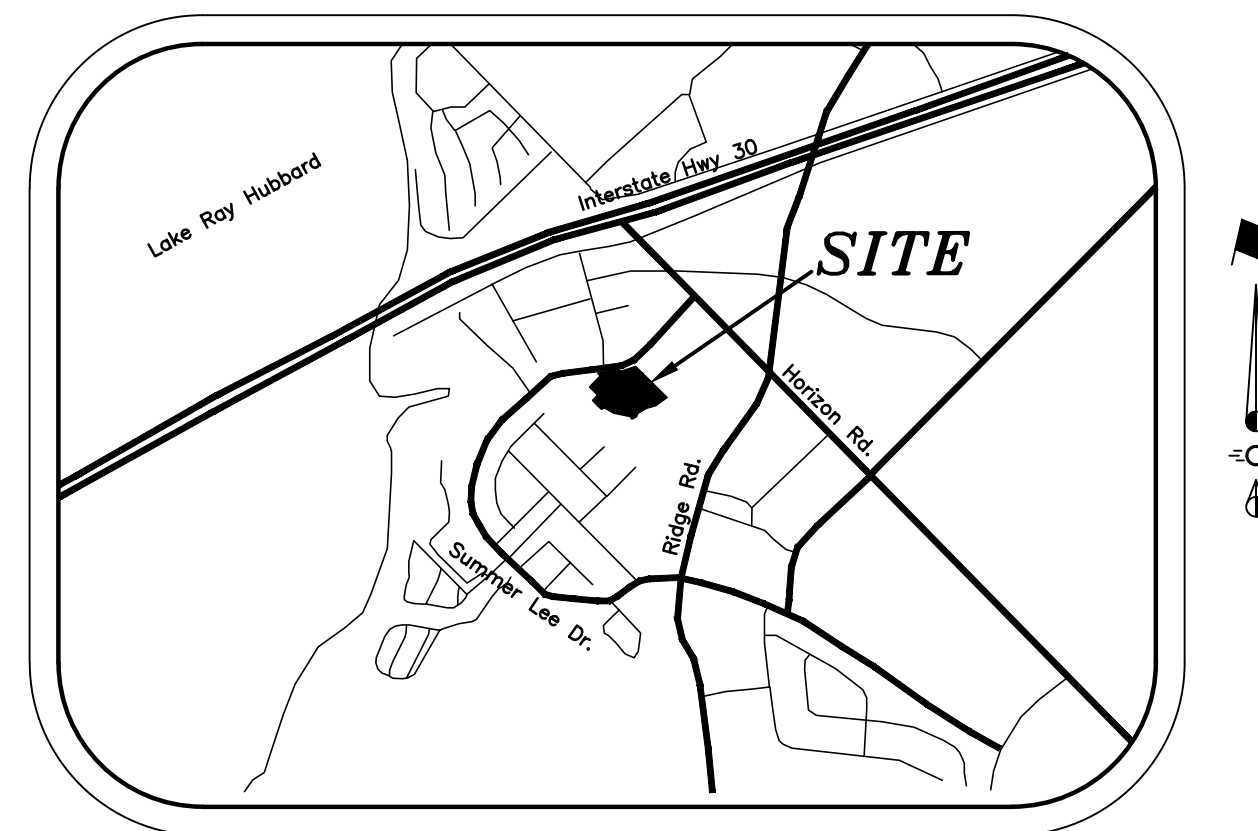 Lake Ray Hubbard
Interstate Hwy 30
SITE
Horizon Rd.
Ridge Rd.
Summer Lee Dr.